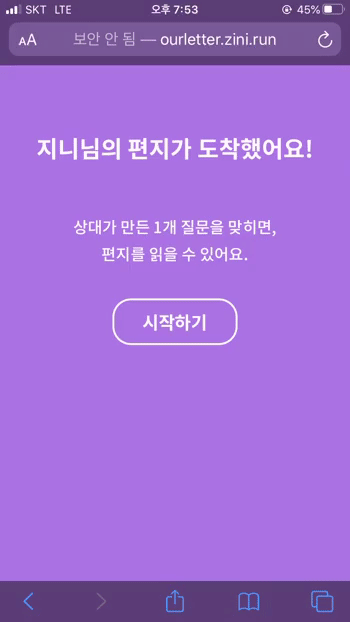 SKT LTE 오후 7:53 45%
AA 보안 안 됨 — ourletter.zini.run
지니님의 편지가 도착했어요!
상대가 만든 1개 질문을 맞히면,
편지를 읽을 수 있어요.
시작하기